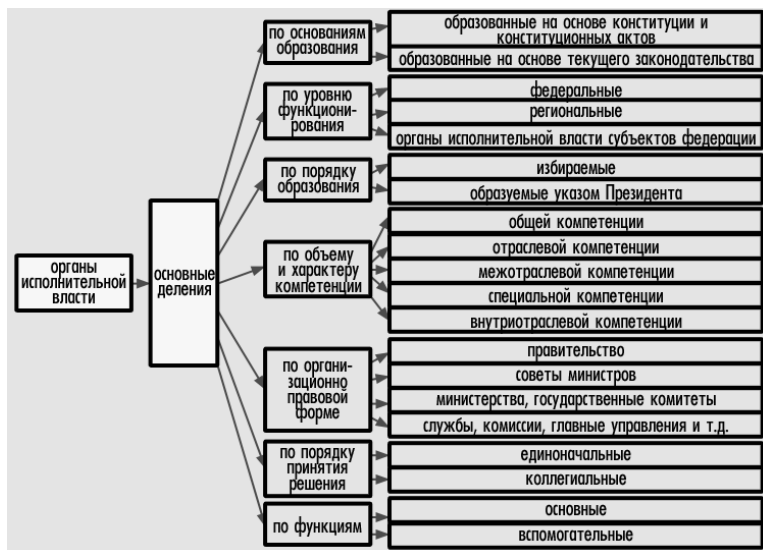 органы
исполнительной
власти
основные
деления
по основаниям
образования
образованные на основе конституции и
конституционных актов
образованные на основе текущего законодательства
по уровню
функциони-
рования
федеральные
региональные
органы исполнительной власти субъектов федерации
по порядку
образования
избираемые
образуемые указом Президента
по объему
и характеру
компетенции
общей компетенции
отраслевой компетенции
межотраслевой компетенции
специальной компетенции
внутриотраслевой компетенции
по органи-
зационно
правовой
форме
правительство
советы министров
министерства, государственные комитеты
службы, комиссии, главные управления и т.д.
по порядку
принятия
решения
единоначальные
коллегиальные
по функциям
основные
вспомогательные